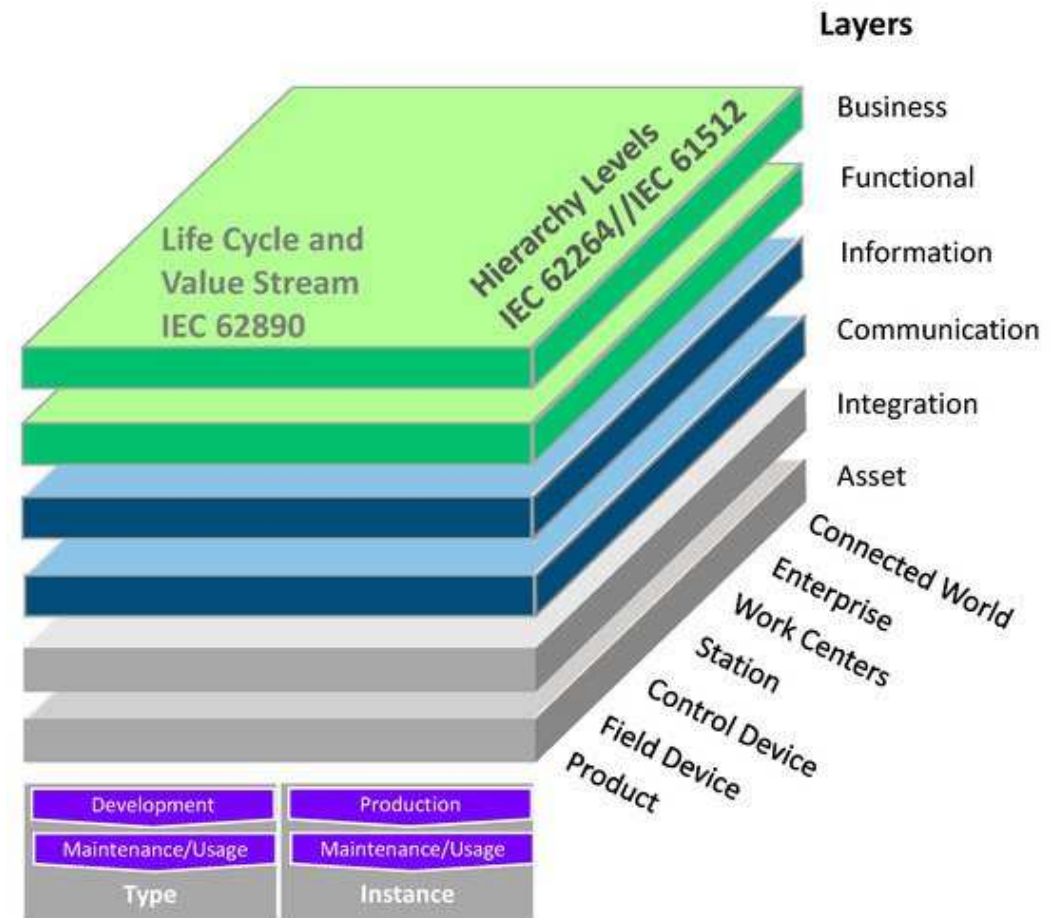 Layers
Business
Functional
Information
Communication
Integration
Asset
Life Cycle and
Value Stream
IEC 62890
Hierarchy Levels
IEC 62264//IEC 61512
Connected World
Enterprise
Work Centers
Station
Control Device
Field Device
Product
Development
Production
Maintenance/Usage
Maintenance/Usage
Type
Instance